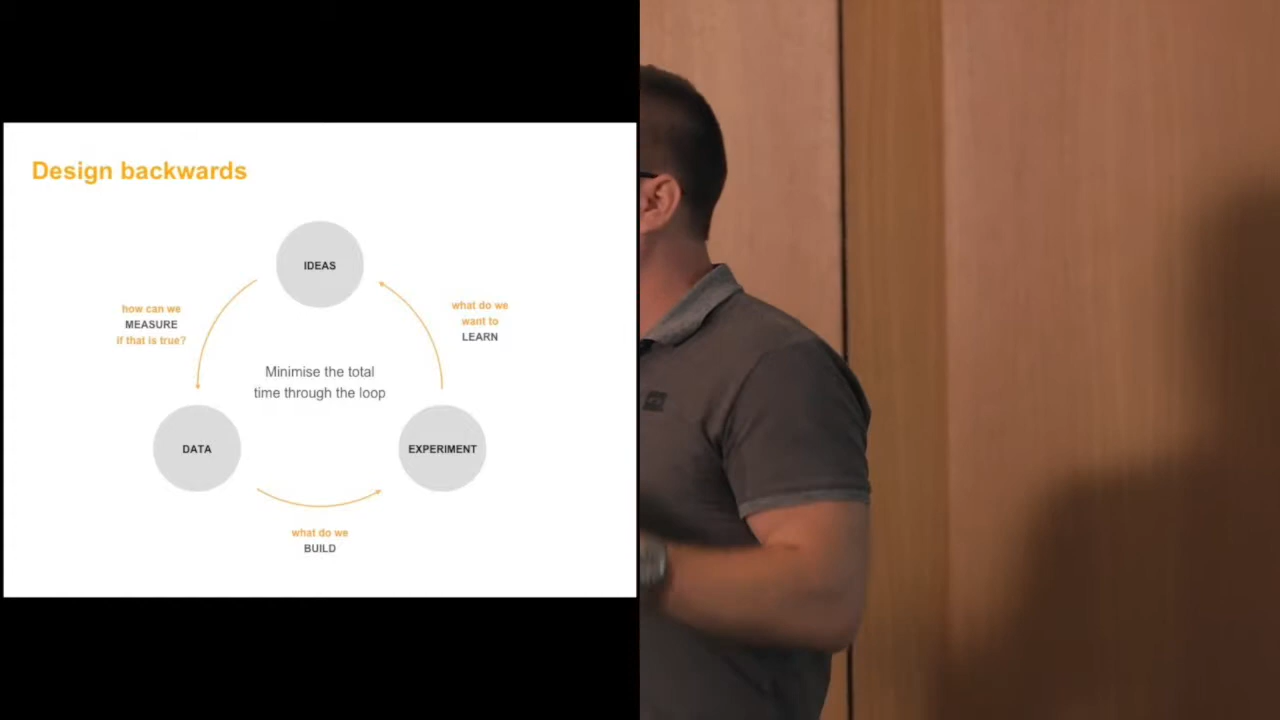 Design backwards
IDEAS
how can we
MEASURE
if that is true?
what do we
want to
LEARN
Minimise the total
time through the loop
DATA
EXPERIMENT
what do we
BUILD